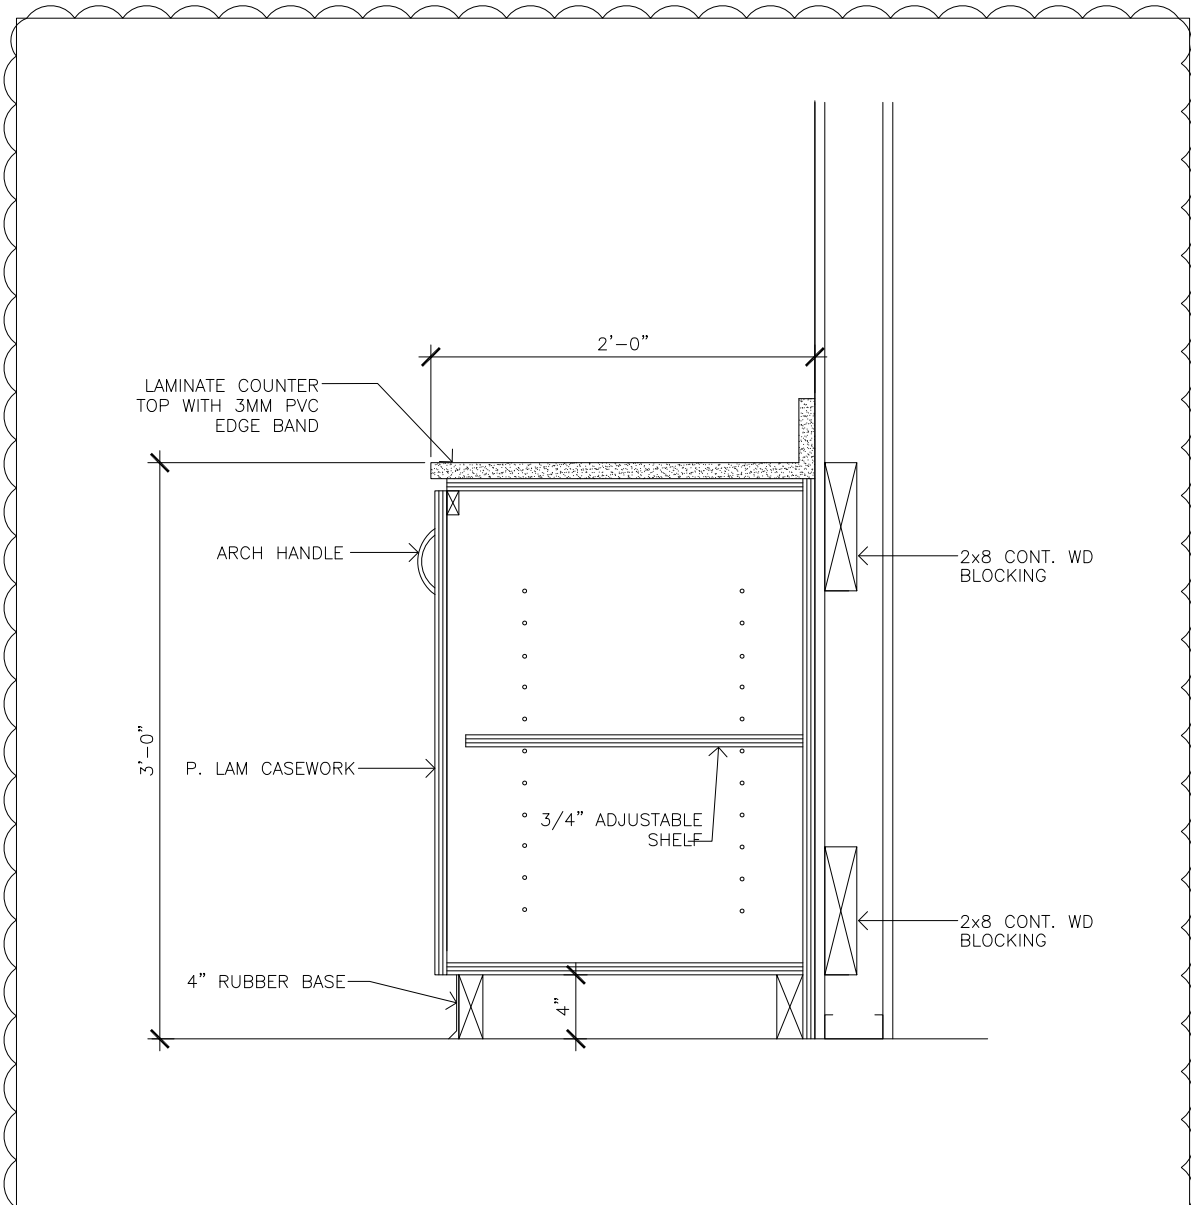 2'-0"
LAMINATE COUNTER
TOP WITH 3MM PVC
EDGE BAND
ARCH HANDLE
2x8 CONT. WD
BLOCKING
3'-0"
P. LAM CASEWORK
3/4" ADJUSTABLE
SHELF
2x8 CONT. WD
BLOCKING
4" RUBBER BASE
4"